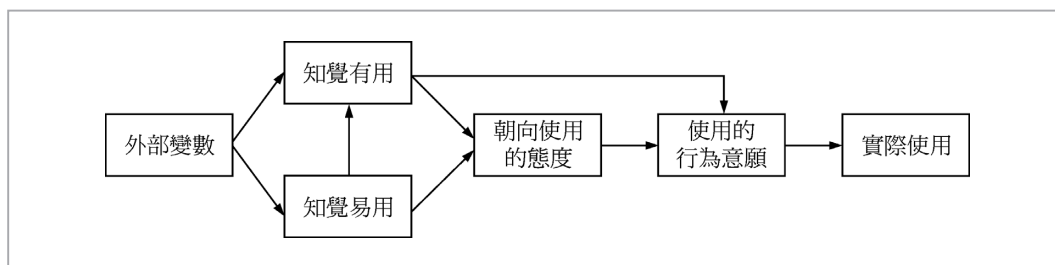 外部變數
知覺有用
知覺易用
朝向使用
的態度
使用的
行為意願
實際使用